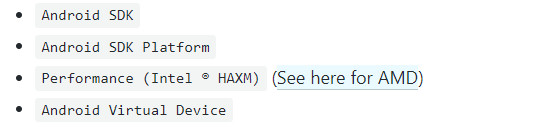 • Android SDK
• Android SDK Platform
• Performance (Intel ® HAXM) (See here for AMD)
• Android Virtual Device